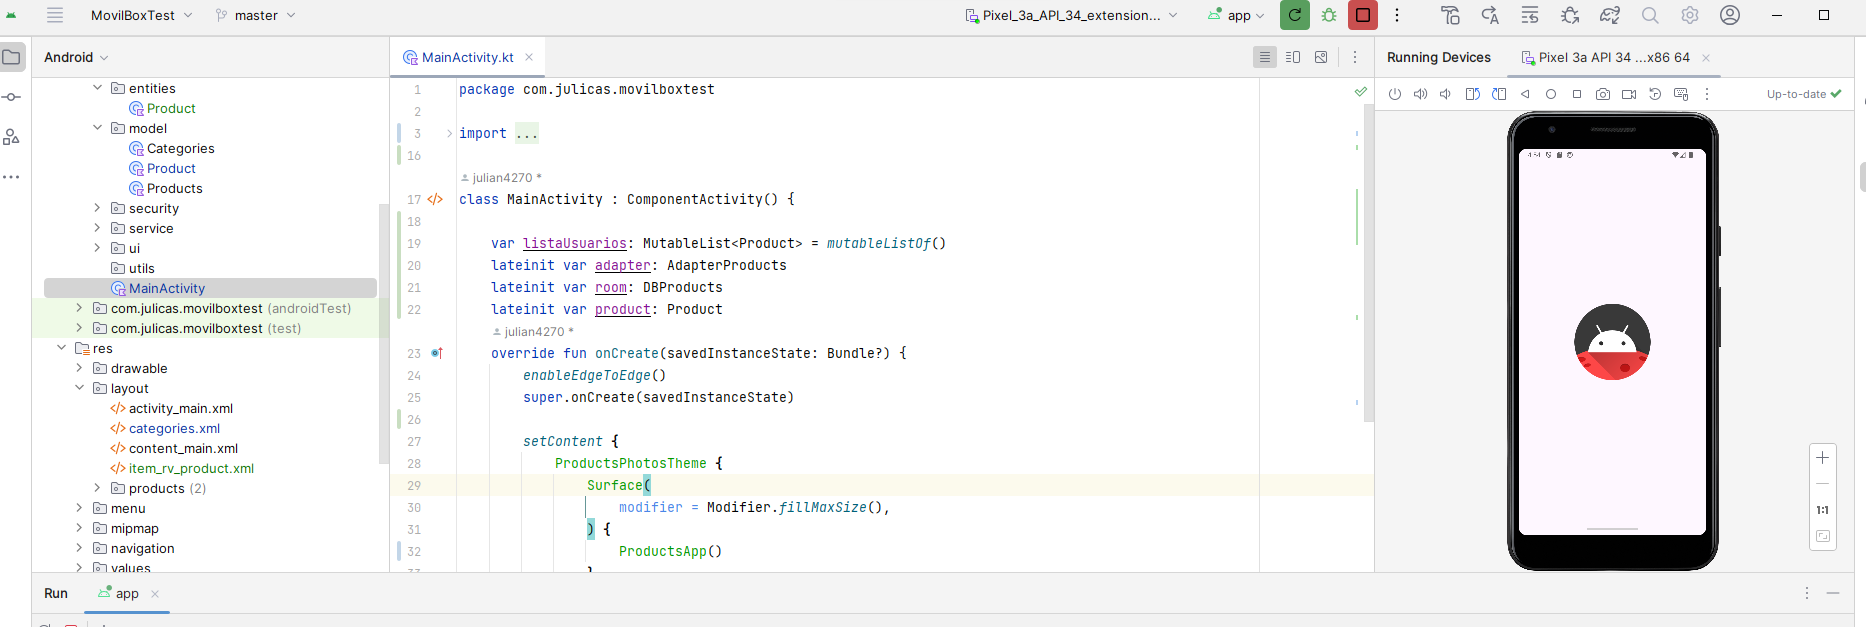 MovilBoxTest master Pixel_3a_API_34_extension... app
Android
MainActivity.kt
Running Devices Pixel 3a API 34 ...x86 64
Up-to-date
entities
Product
model
Categories
Product
Products
security
service
ui
utils
MainActivity
com.julicas.movilboxtest (androidTest)
com.julicas.movilboxtest (test)
res
drawable
layout
activity_main.xml
categories.xml
content_main.xml
item_rv_product.xml
products (2)
menu
mipmap
navigation
values
1 package com.julicas.movilboxtest
2
3 import ...
16
julian4270 *
17 class MainActivity : ComponentActivity() {
18
19 var listaUsuarios: MutableList<Product> = mutableListOf()
20 lateinit var adapter: AdapterProducts
21 lateinit var room: DBProducts
22 lateinit var product: Product
julian4270 *
23 override fun onCreate(savedInstanceState: Bundle?) {
24 enableEdgeToEdge()
25 super.onCreate(savedInstanceState)
26
27 setContent {
28 ProductsPhotosTheme {
29 Surface(
30 modifier = Modifier.fillMaxSize(),
31 ) {
32 ProductsApp()
1:1
Run app